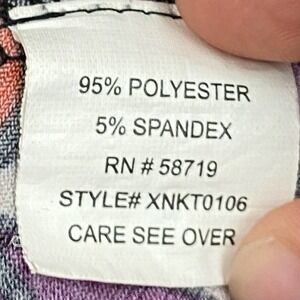 95% POLYESTER
5% SPANDEX
RN # 58719
STYLE# XNKT0106
CARE SEE OVER